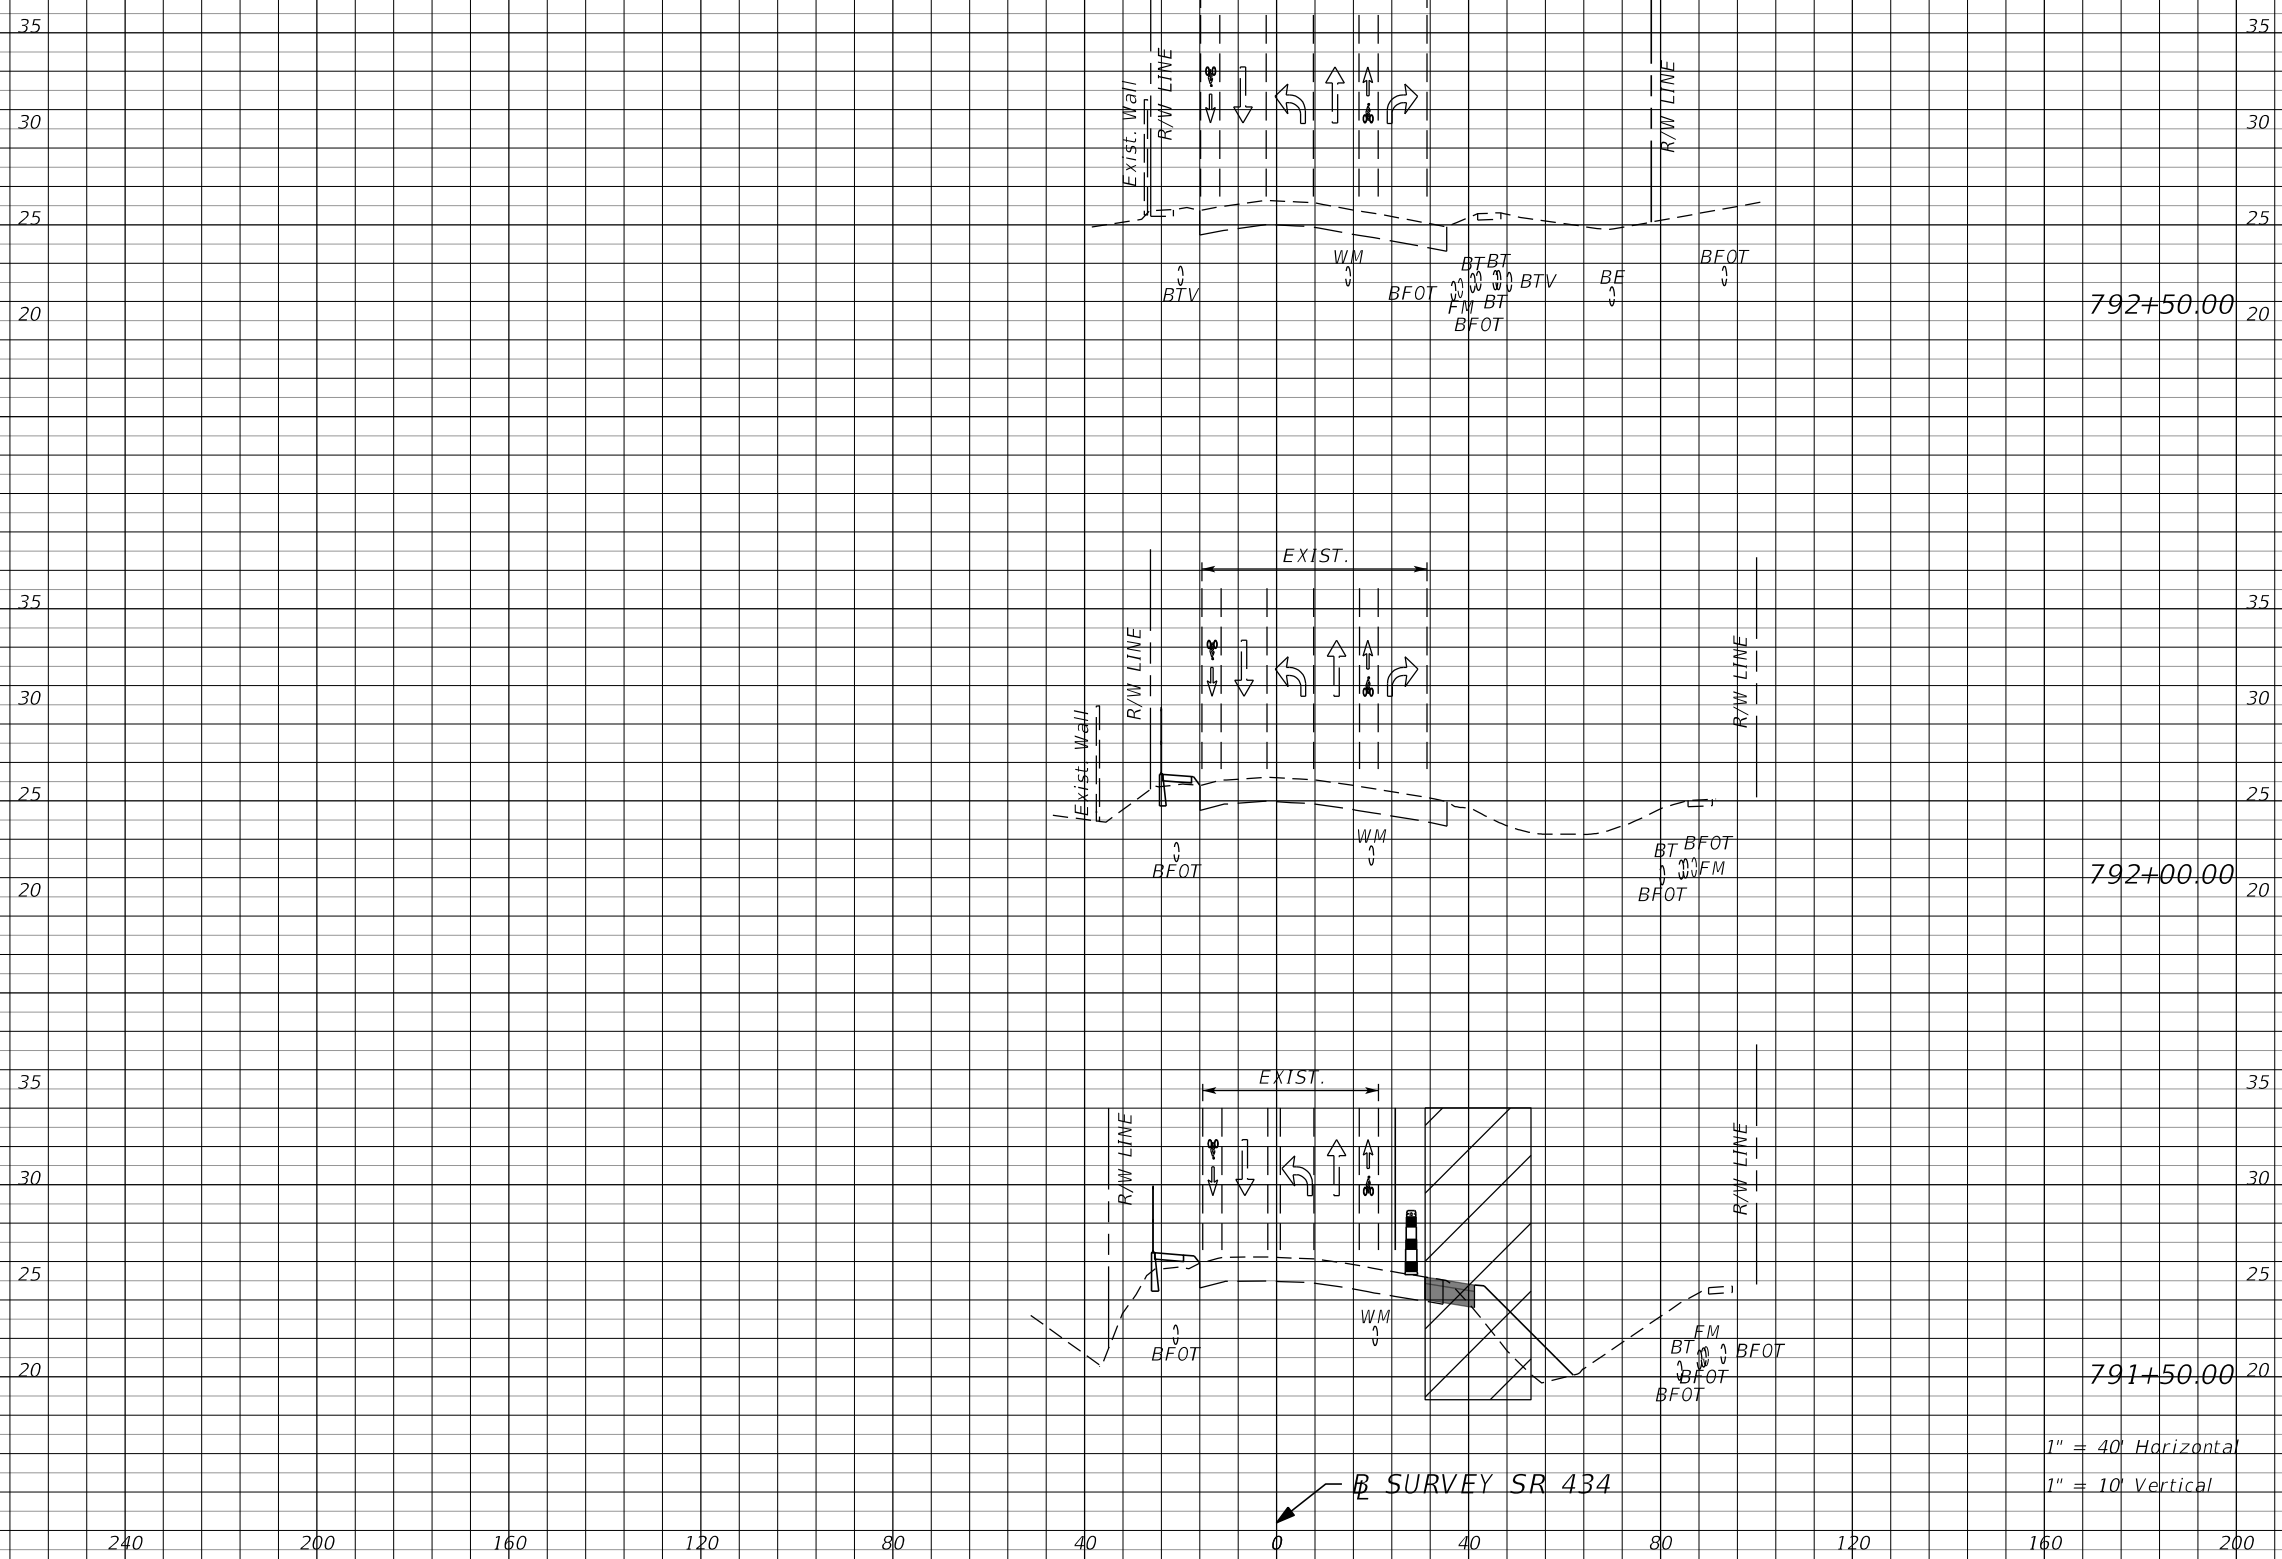 35 35
Exist. Wall
R/W LINE
R/W LINE
30 30
25 25
WM BFOT
BT BT
BTV BFOT BTV BE
FM BT
BFOT
792+50.00
20 20
EXIST.
35 35
R/W LINE
R/W LINE
30 30
Exist Wall
25 25
WM BFOT
BT
BFOT FM
BFOT
792+00.00
20 20
EXIST.
35 35
R/W LINE
R/W LINE
30 30
25 25
WM
FM
BFOT BT BFOT
BFOT
BFOT
791+50.00
20 20
1" = 40' Horizontal
BL SURVEY SR 434
1" = 10' Vertical
240 200 160 120 80 40 0 40 80 120 160 200